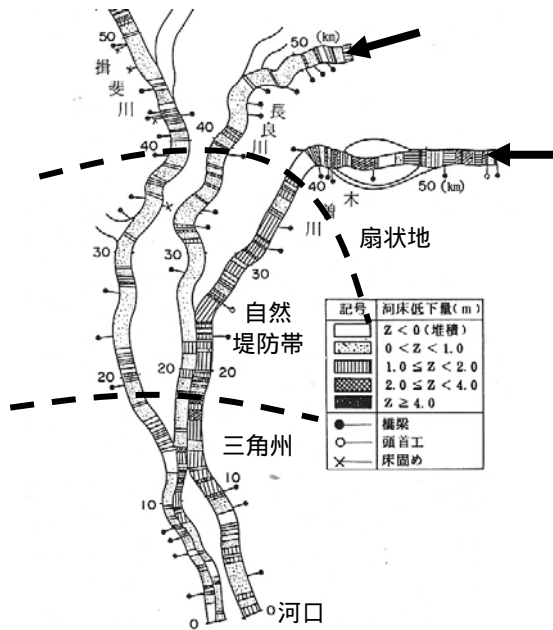 50
50 (km)
揖斐川
長良川
40
40
40
50 (km)
木曽川
扇状地
30
30
自然
堤防帯
20
20
20
三角州
10
10
0
0
河口
記号 河床低下量(m)
Z<0(堆積)
0<Z<1.0
1.0≦Z<2.0
2.0≦Z<4.0
Z≧4.0
橋梁
頭首工
床固め